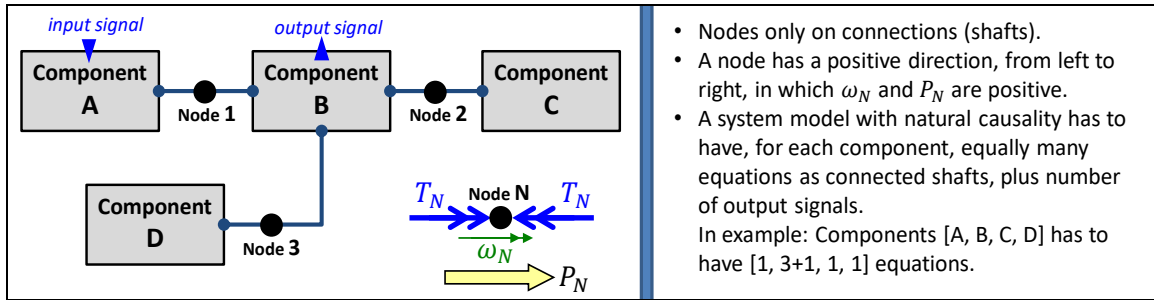 input signal
output signal
Component
A
Component
B
Component
C
Node 1
Node 2
Component
D
Node 3
Node N
T_N
T_N
ω_N
P_N
• Nodes only on connections (shafts).
• A node has a positive direction, from left to
right, in which ω_N and P_N are positive.
• A system model with natural causality has to
have, for each component, equally many
equations as connected shafts, plus number
of output signals.
In example: Components [A, B, C, D] has to
have [1, 3+1, 1, 1] equations.